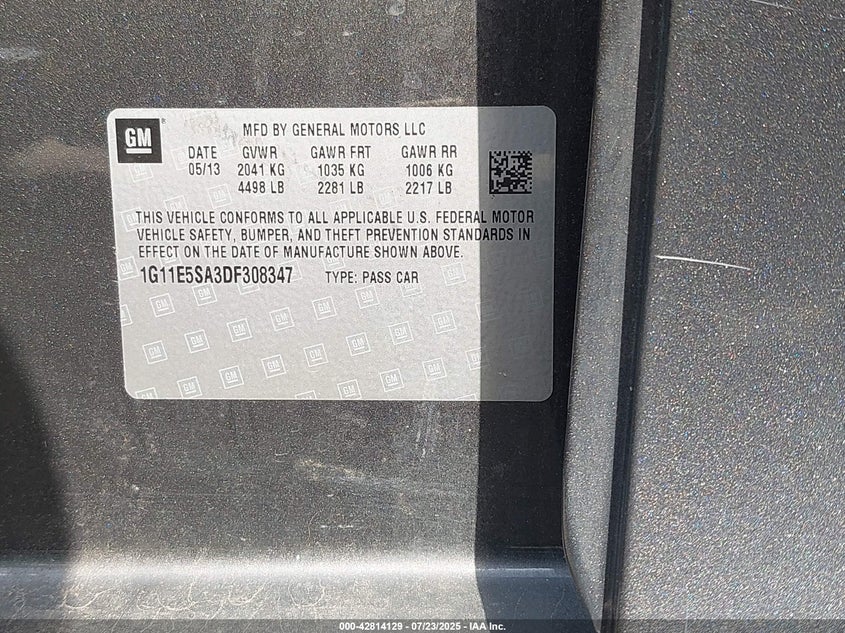 GM
MFD BY GENERAL MOTORS LLC
DATE GVWR GAWR FRT GAWR RR
05/13 2041 KG 1035 KG 1006 KG
4498 LB 2281 LB 2217 LB
THIS VEHICLE CONFORMS TO ALL APPLICABLE U.S. FEDERAL MOTOR
VEHICLE SAFETY, BUMPER, AND THEFT PREVENTION STANDARDS IN
EFFECT ON THE DATE OF MANUFACTURE SHOWN ABOVE.
1G11E5SA3DF308347 TYPE: PASS CAR
000-42814129 - 07/23/2025 - IAA Inc.